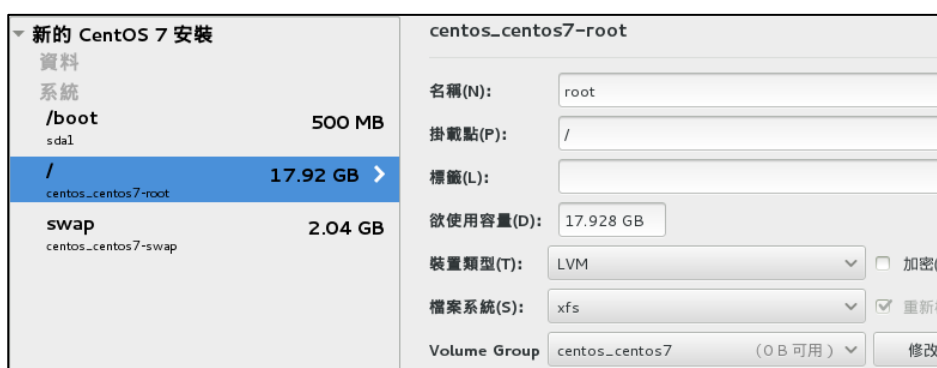 新的 CentOS 7 安裝
資料
系統
/boot
500 MB
sda1
/
17.92 GB
centos_centos7-root
swap
2.04 GB
centos_centos7-swap
centos_centos7-root
名稱(N):
root
掛載點(P):
/
標籤(L):
欲使用容量(D):
17.928 GB
裝置類型(T):
LVM
加密(
檔案系統(S):
xfs
重新
Volume Group
centos_centos7
(0 B 可用)
修改